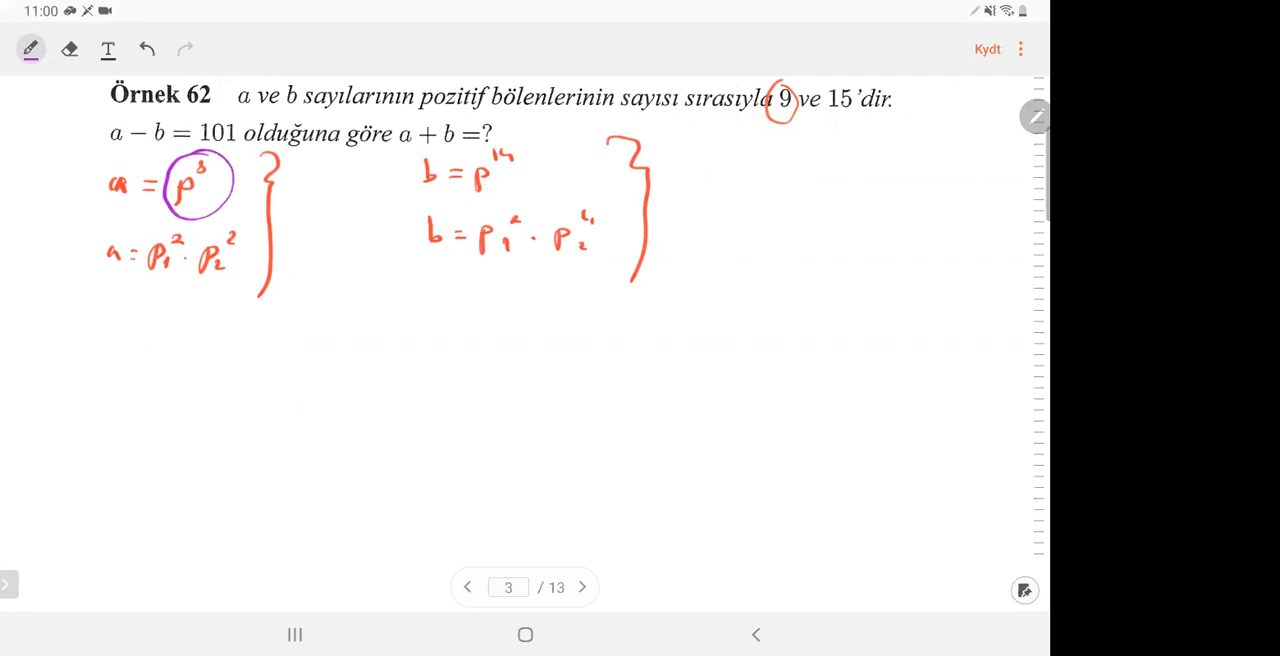 11:00
T
Kydt
Örnek 62 a ve b sayılarının pozitif bölenlerinin sayısı sırasıyla 9 ve 15'dir.
a − b = 101 olduğuna göre a + b =?
a = p⁸
b = p¹⁴
a = p₁² · p₂²
b = p₁² · p₂⁴
3 / 13